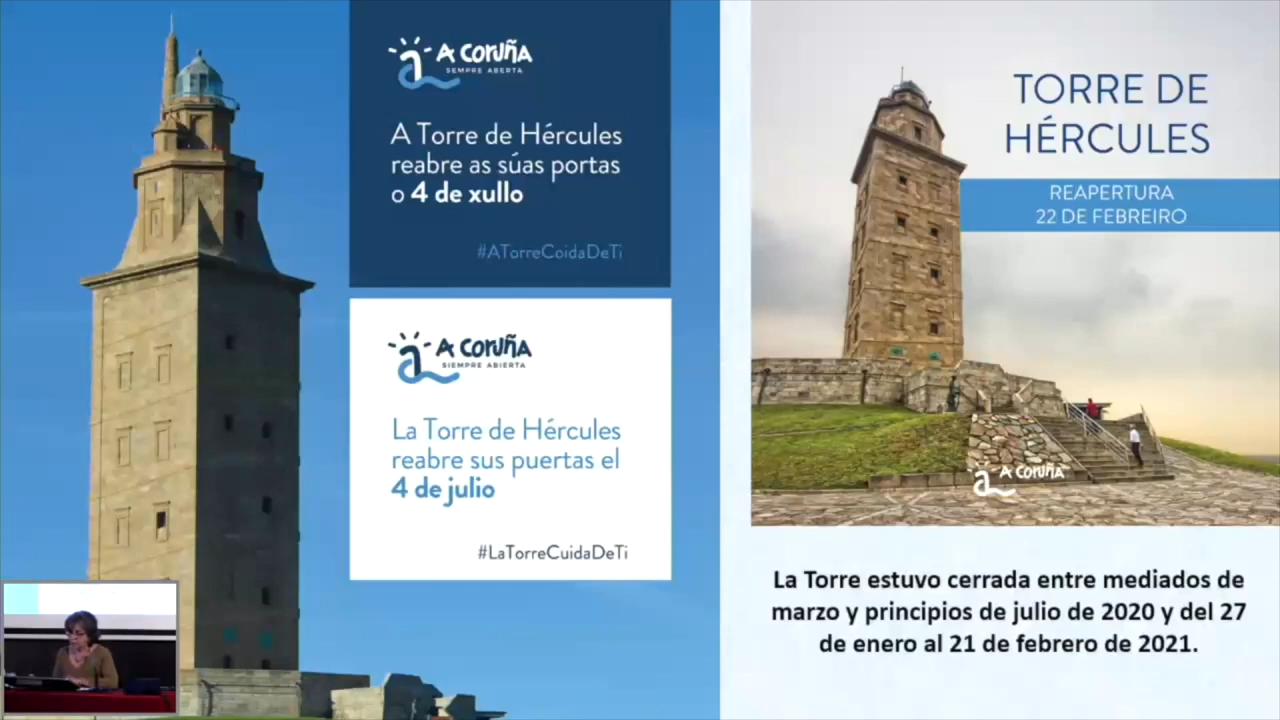 A CORUÑA
SEMPRE ABERTA
A Torre de Hércules
reabre as súas portas
o 4 de xullo
#ATorreCoidaDeTi
A CORUÑA
SIEMPRE ABIERTA
La Torre de Hércules
reabre sus puertas el
4 de julio
#LaTorreCuidaDeTi
TORRE DE
HÉRCULES
REAPERTURA
22 DE FEBREIRO
A CORUÑA
La Torre estuvo cerrada entre mediados de
marzo y principios de julio de 2020 y del 27
de enero al 21 de febrero de 2021.